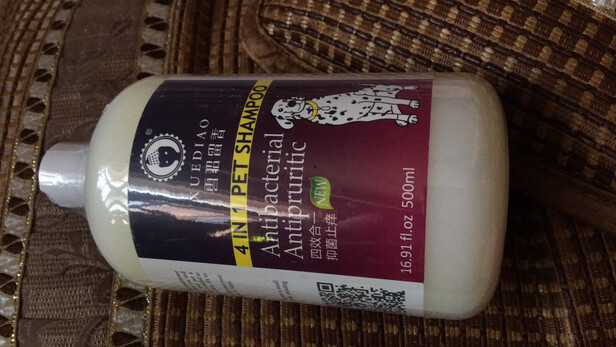 ®
XUEDIAO
雪貂留香
4 IN 1 PET SHAMPOO
Antibacterial
Antipruritic
NEW
四效合一
抑菌止痒
16.91 fl.oz 500ml